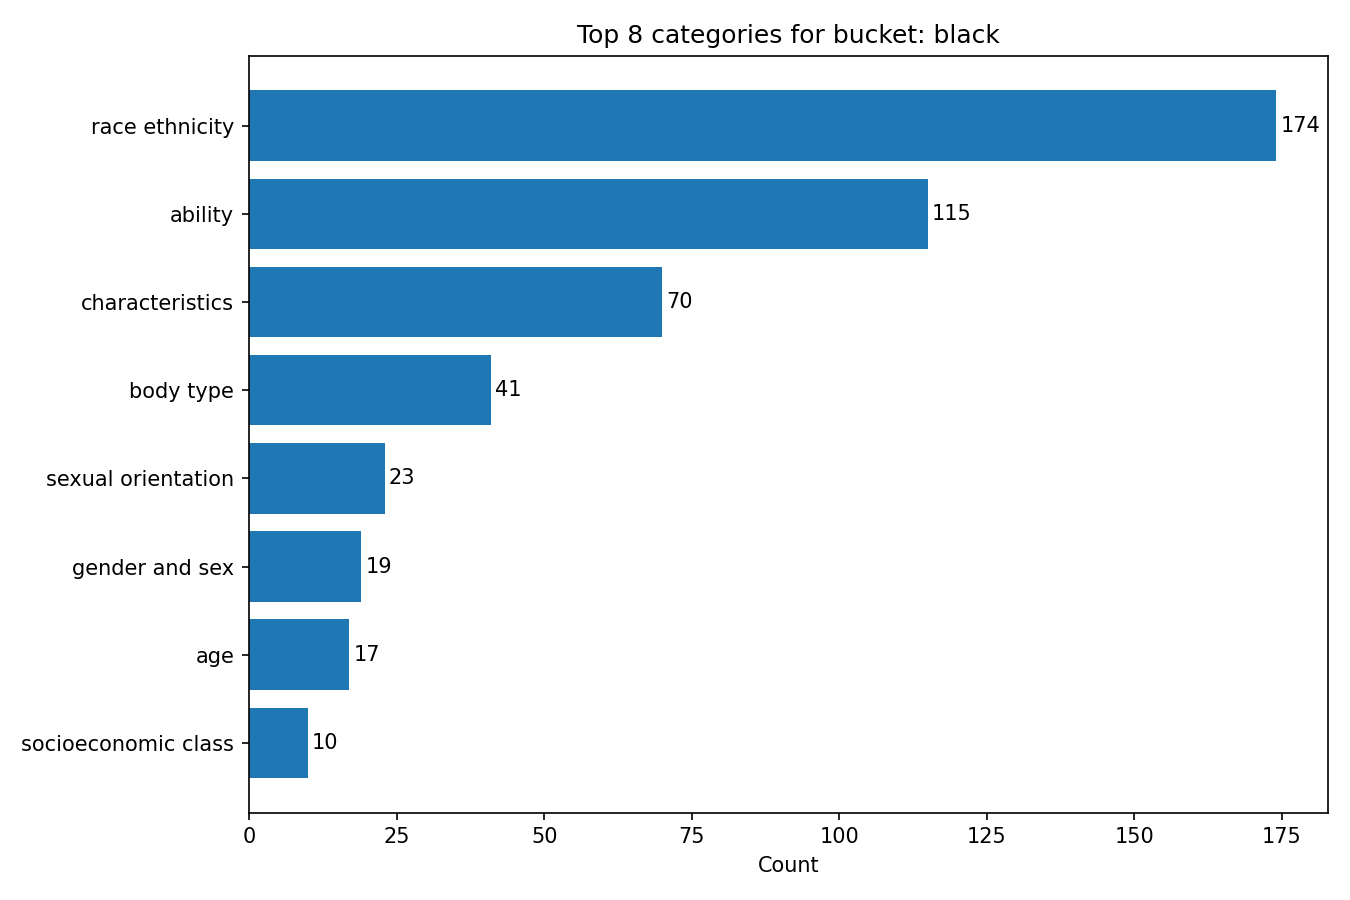 Top 8 categories for bucket: black
race ethnicity 174
ability 115
characteristics 70
body type 41
sexual orientation 23
gender and sex 19
age 17
socioeconomic class 10
0 25 50 75 100 125 150 175
Count